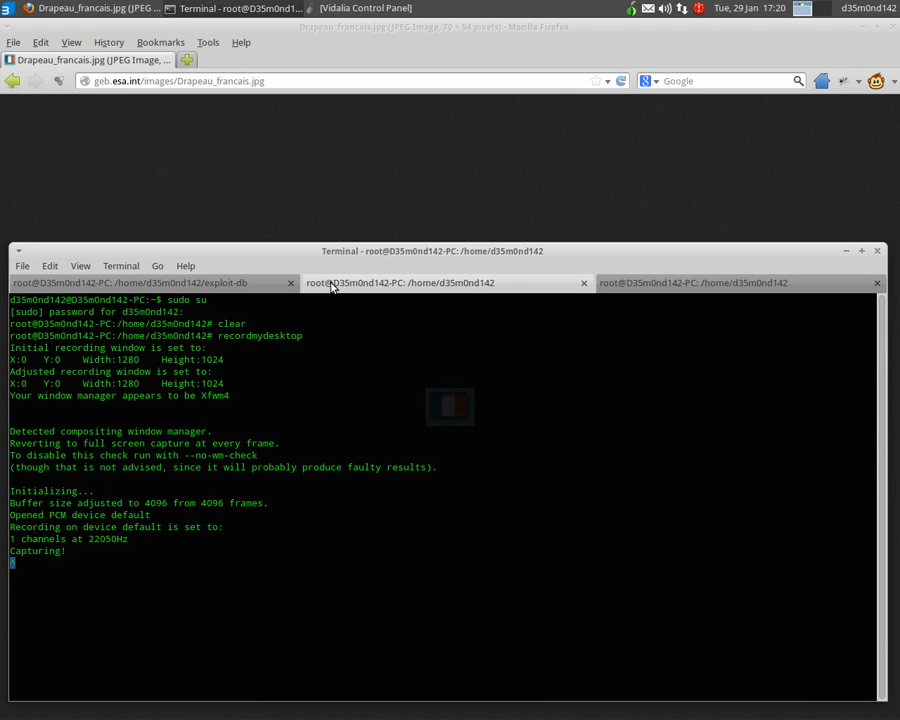 Drapeau_francais.jpg (JPEG ...
Terminal - root@D35m0nd1...
[Vidalia Control Panel]
Tue, 29 Jan 17:20
d35m0nd142
Drapeau_francais.jpg (JPEG Image, 70 × 54 pixels) - Mozilla Firefox
File Edit View History Bookmarks Tools Help
Drapeau_francais.jpg (JPEG Image, ...
geb.esa.int/images/Drapeau_francais.jpg
Google
Terminal - root@D35m0nd142-PC: /home/d35m0nd142
File Edit View Terminal Go Help
root@D35m0nd142-PC: /home/d35m0nd142/exploit-db
root@D35m0nd142-PC: /home/d35m0nd142
root@D35m0nd142-PC: /home/d35m0nd142
d35m0nd142@D35m0nd142-PC:~$ sudo su
[sudo] password for d35m0nd142:
root@D35m0nd142-PC:/home/d35m0nd142# clear
root@D35m0nd142-PC:/home/d35m0nd142# recordmydesktop
Initial recording window is set to:
X:0   Y:0    Width:1280    Height:1024
Adjusted recording window is set to:
X:0   Y:0    Width:1280    Height:1024
Your window manager appears to be Xfwm4
Detected compositing window manager.
Reverting to full screen capture at every frame.
To disable this check run with --no-wm-check
(though that is not advised, since it will probably produce faulty results).
Initializing...
Buffer size adjusted to 4096 from 4096 frames.
Opened PCM device default
Recording on device default is set to:
1 channels at 22050Hz
Capturing!